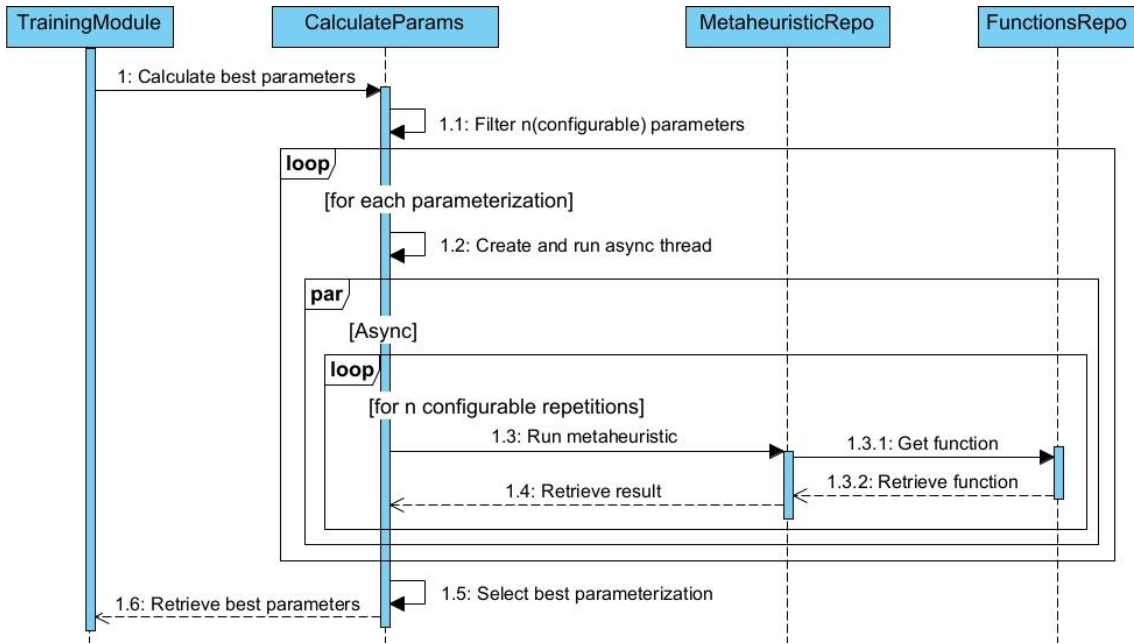 TrainingModule
CalculateParams
MetaheuristicRepo
FunctionsRepo
1: Calculate best parameters
1.1: Filter n(configurable) parameters
loop
[for each parameterization]
1.2: Create and run async thread
par
[Async]
loop
[for n configurable repetitions]
1.3: Run metaheuristic
1.3.1: Get function
1.3.2: Retrieve function
1.4: Retrieve result
1.5: Select best parameterization
1.6: Retrieve best parameters